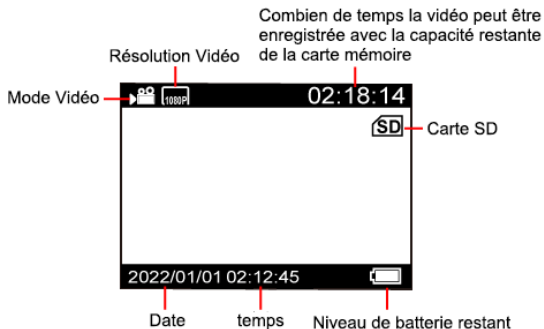 Combien de temps la vidéo peut être
enregistrée avec la capacité restante
de la carte mémoire
Résolution Vidéo
Mode Vidéo
1080P
02:18:14
SD
Carte SD
2022/01/01 02:12:45
Date
temps
Niveau de batterie restant